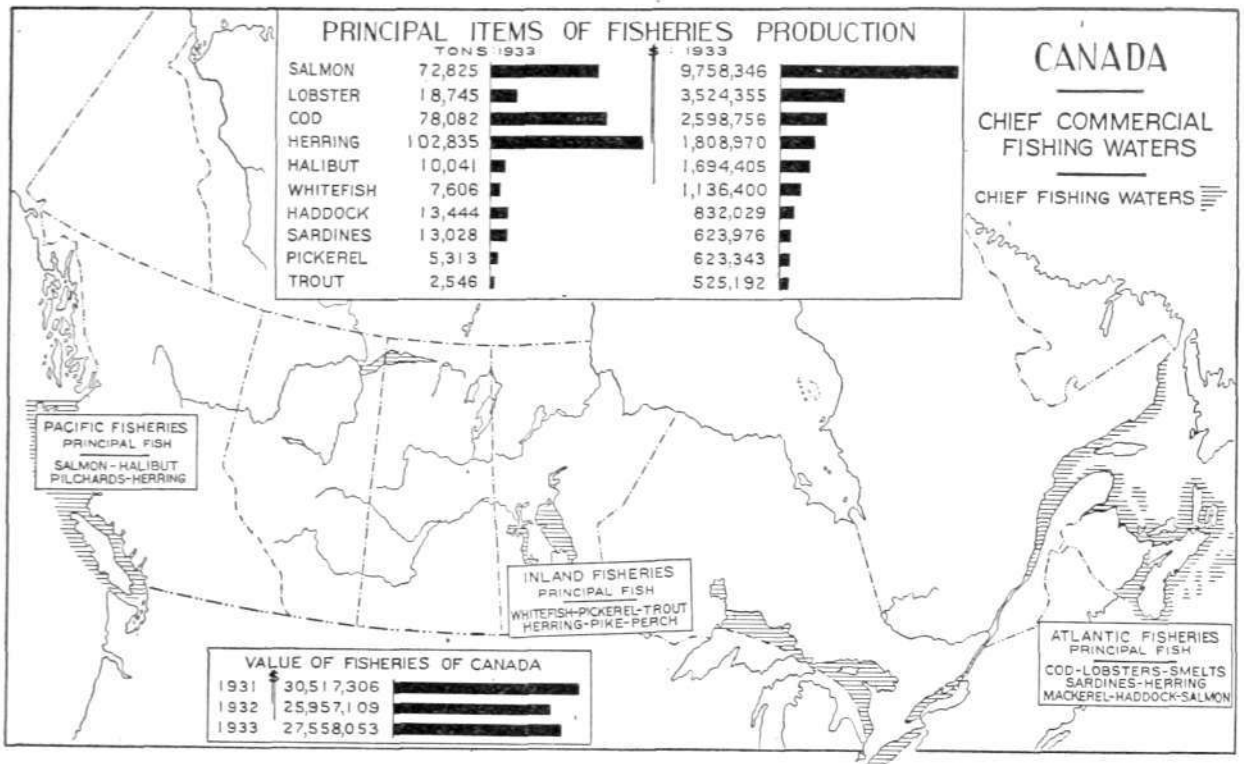 PRINCIPAL ITEMS OF FISHERIES PRODUCTION
TONS : 1933 $ : 1933
SALMON 72,825 9,758,346
LOBSTER 18,745 3,524,355
COD 78,082 2,598,756
HERRING 102,835 1,808,970
HALIBUT 10,041 1,694,405
WHITEFISH 7,606 1,136,400
HADDOCK 13,444 832,029
SARDINES 13,028 623,976
PICKEREL 5,313 623,343
TROUT 2,546 525,192
CANADA
CHIEF COMMERCIAL
FISHING WATERS
CHIEF FISHING WATERS
PACIFIC FISHERIES
PRINCIPAL FISH
SALMON-HALIBUT
PILCHARDS-HERRING
INLAND FISHERIES
PRINCIPAL FISH
WHITEFISH-PICKEREL-TROUT
HERRING-PIKE-PERCH
ATLANTIC FISHERIES
PRINCIPAL FISH
COD-LOBSTERS-SMELTS
SARDINES-HERRING
MACKEREL-HADDOCK-SALMON
VALUE OF FISHERIES OF CANADA
$
1931 30,517,306
1932 25,957,109
1933 27,558,053